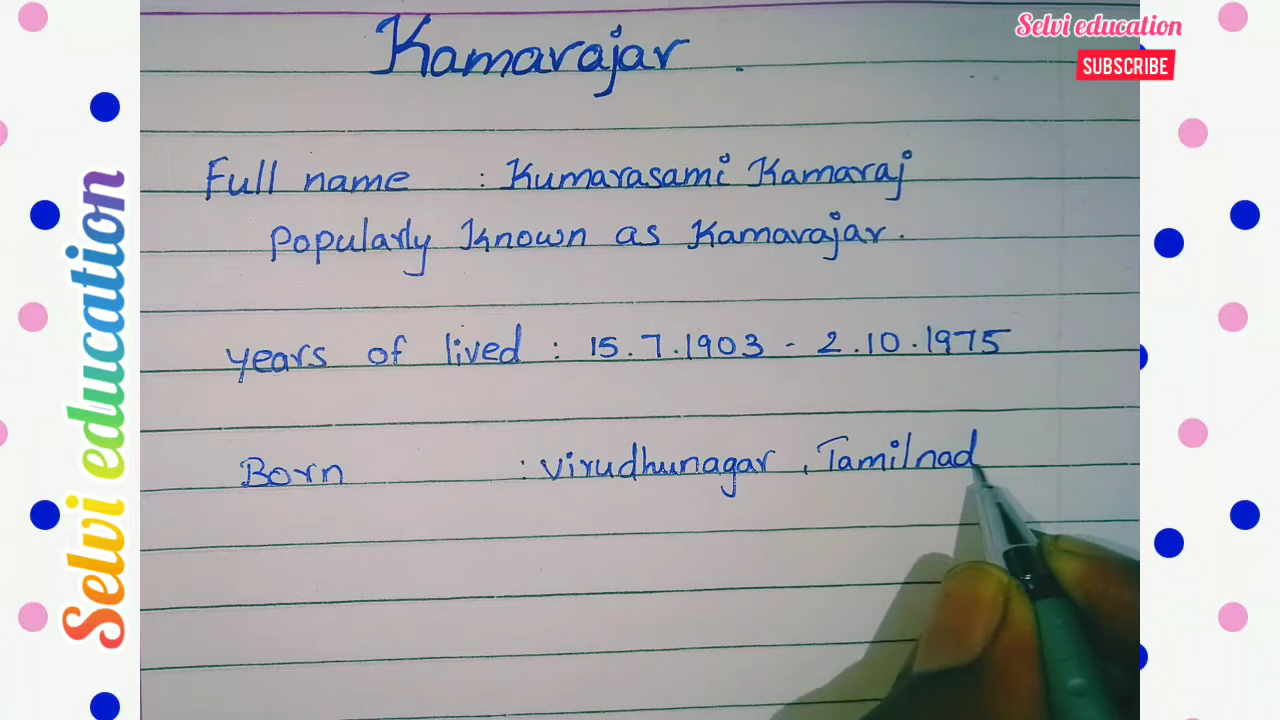 Kamarajar .
Selvi education
SUBSCRIBE
Full name : Kumarasami Kamaraj
Popularly known as Kamarajar.
years of lived : 15.7.1903 - 2.10.1975
Born : Virudhunagar , Tamilnad
Selvi education